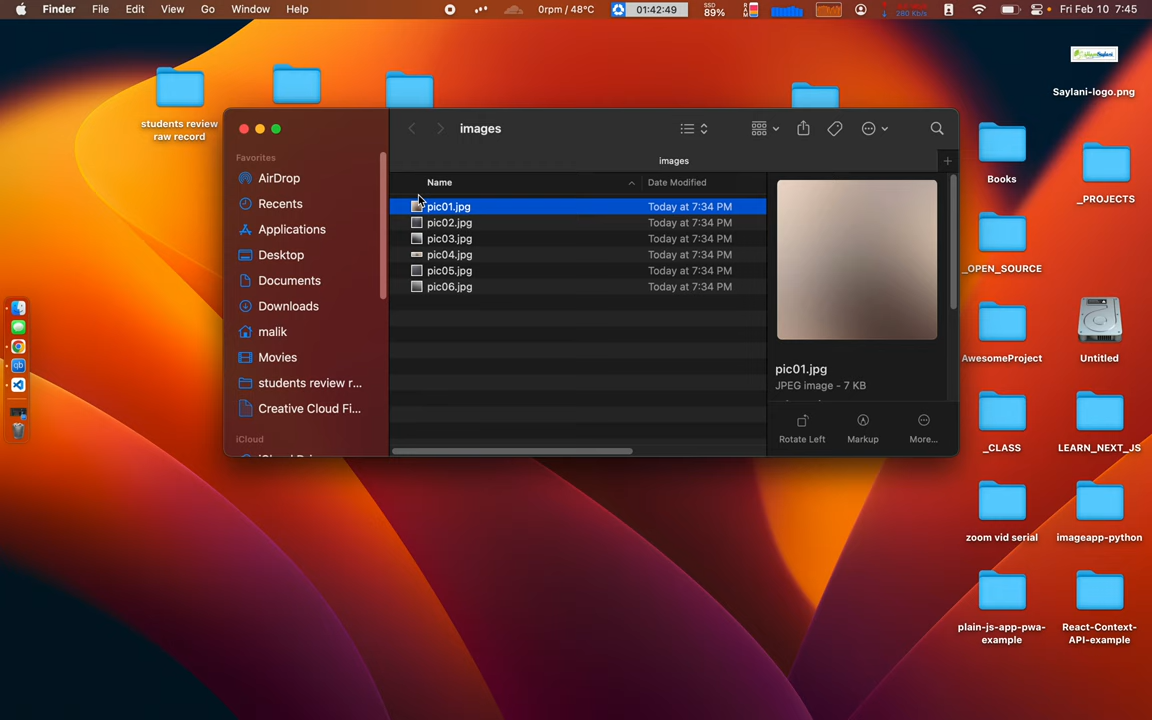 Finder File Edit View Go Window Help 0rpm / 48°C 01:42:49 SSD 89% 280 Kb/s Fri Feb 10 7:45
Saylani-logo.png
students review
raw record
images
images
Favorites
AirDrop
Recents
Applications
Desktop
Documents
Downloads
malik
Movies
students review r...
Creative Cloud Fi...
iCloud
Name Date Modified
pic01.jpg Today at 7:34 PM
pic02.jpg Today at 7:34 PM
pic03.jpg Today at 7:34 PM
pic04.jpg Today at 7:34 PM
pic05.jpg Today at 7:34 PM
pic06.jpg Today at 7:34 PM
pic01.jpg
JPEG image - 7 KB
Rotate Left Markup More...
Books
_PROJECTS
_OPEN_SOURCE
AwesomeProject
Untitled
_CLASS
LEARN_NEXT_JS
zoom vid serial
imageapp-python
plain-js-app-pwa-
example
React-Context-
API-example